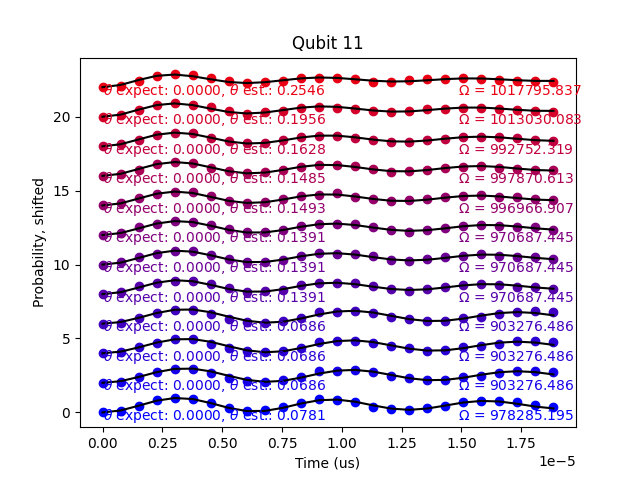 Qubit 11
Probability, shifted
20
15
10
5
0
θ expect: 0.0000, θ est.: 0.2546 Ω = 1017795.837
θ expect: 0.0000, θ est.: 0.1956 Ω = 1013030.083
θ expect: 0.0000, θ est.: 0.1628 Ω = 992752.319
θ expect: 0.0000, θ est.: 0.1485 Ω = 997870.613
θ expect: 0.0000, θ est.: 0.1493 Ω = 996966.907
θ expect: 0.0000, θ est.: 0.1391 Ω = 970687.445
θ expect: 0.0000, θ est.: 0.1391 Ω = 970687.445
θ expect: 0.0000, θ est.: 0.1391 Ω = 970687.445
θ expect: 0.0000, θ est.: 0.0686 Ω = 903276.486
θ expect: 0.0000, θ est.: 0.0686 Ω = 903276.486
θ expect: 0.0000, θ est.: 0.0686 Ω = 903276.486
θ expect: 0.0000, θ est.: 0.0781 Ω = 978285.195
0.00 0.25 0.50 0.75 1.00 1.25 1.50 1.75
1e−5
Time (us)